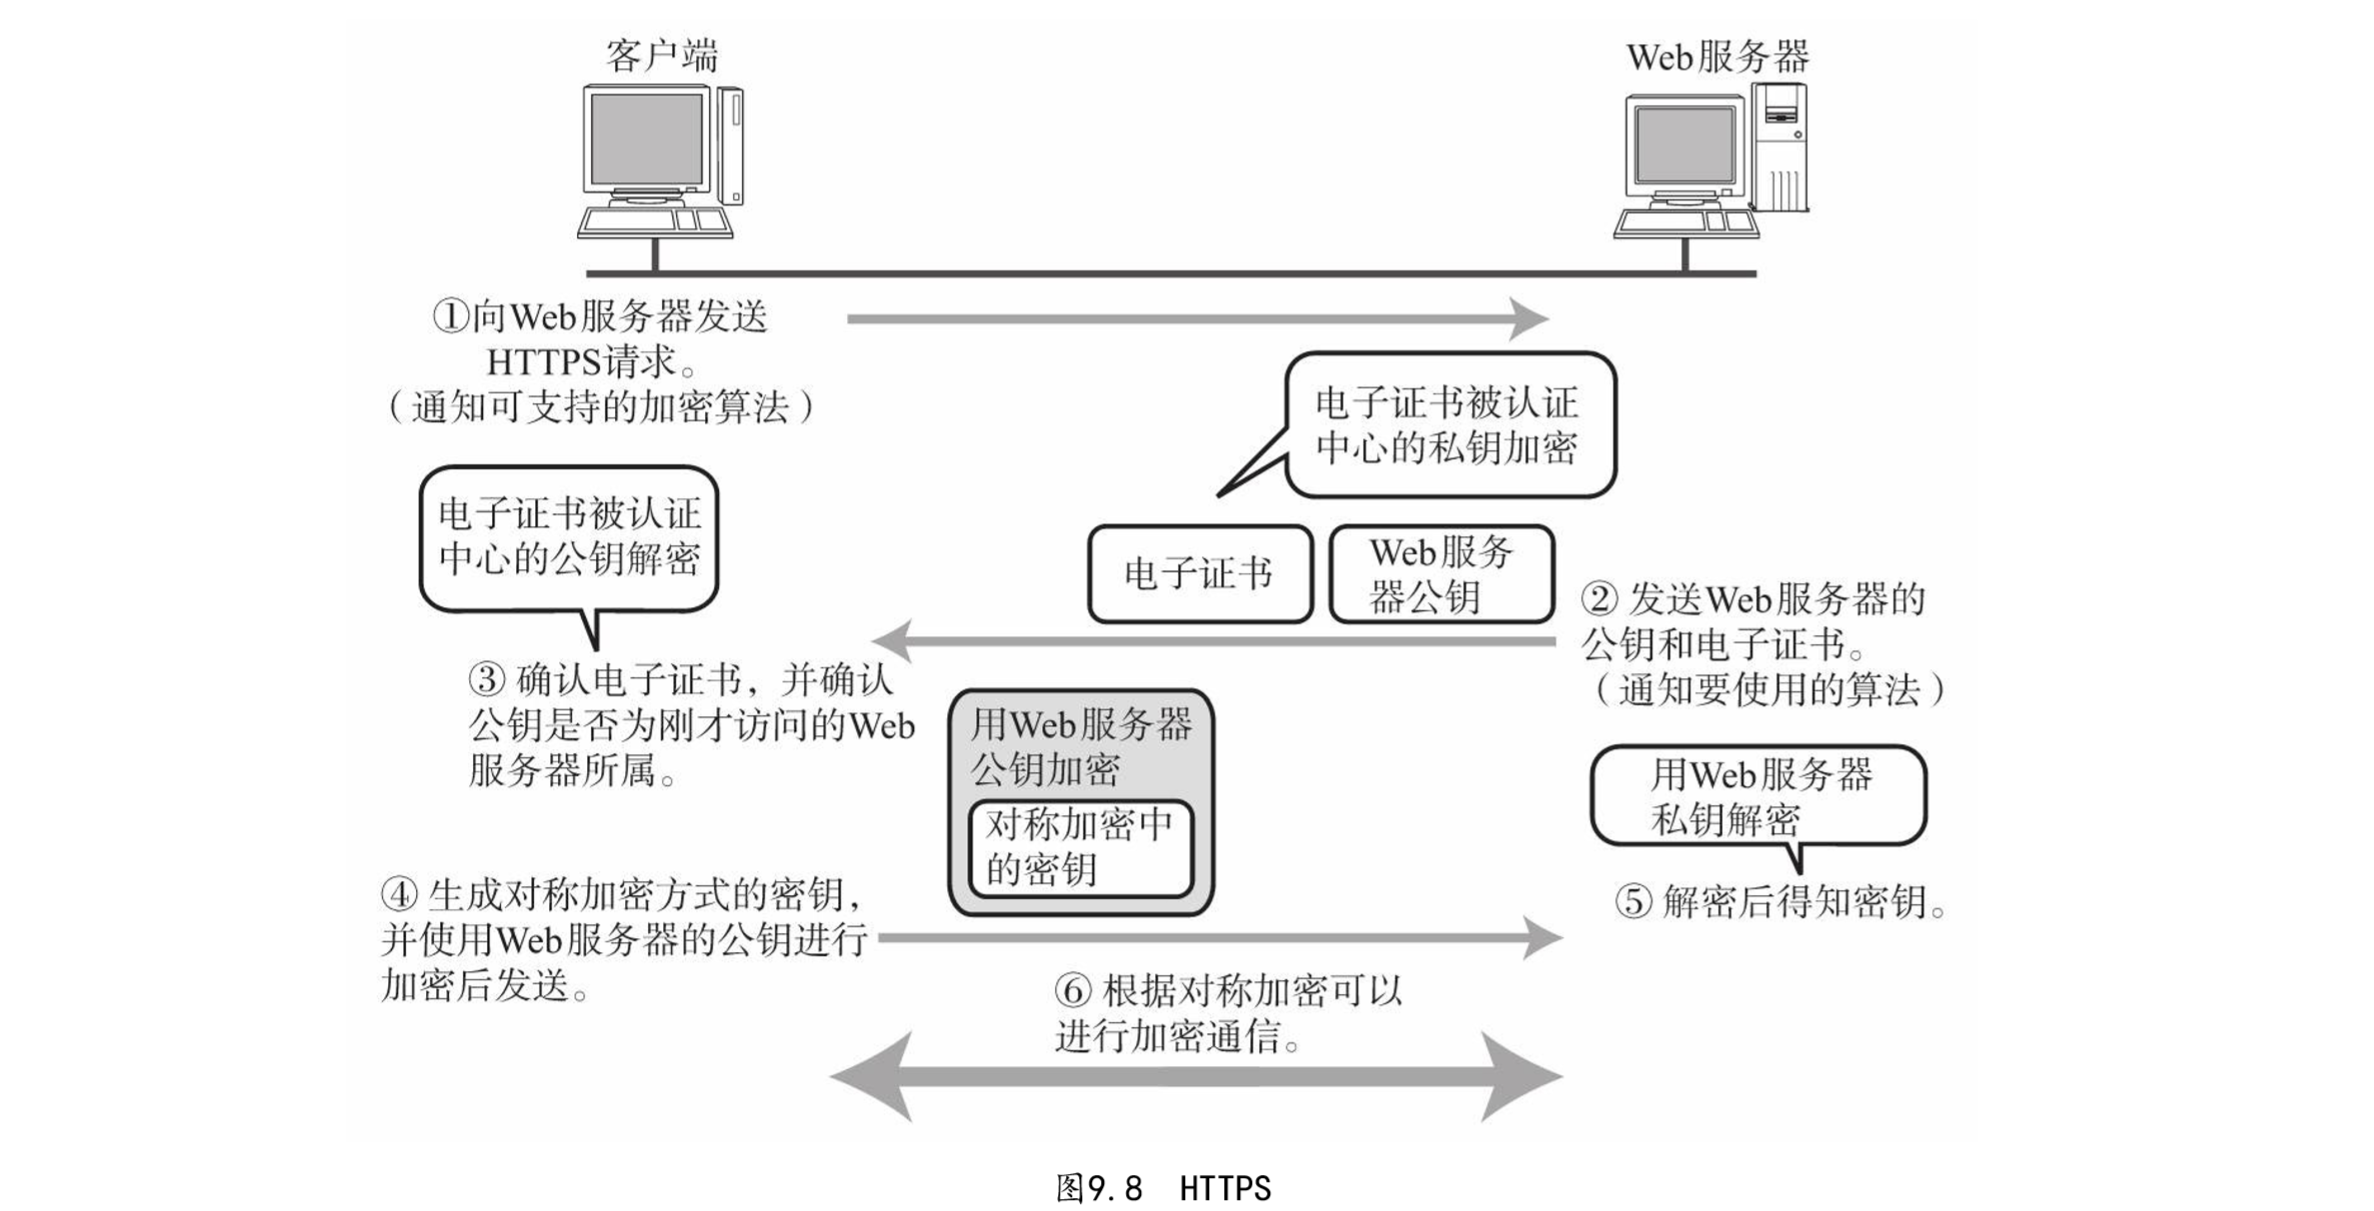 客户端
Web服务器
①向Web服务器发送
HTTPS请求。
（通知可支持的加密算法）
电子证书被认证
中心的私钥加密
电子证书被认证
中心的公钥解密
电子证书
Web服务
器公钥
② 发送Web服务器的
公钥和电子证书。
（通知要使用的算法）
③ 确认电子证书，并确认
公钥是否为刚才访问的Web
服务器所属。
用Web服务器
公钥加密
对称加密中
的密钥
用Web服务器
私钥解密
④ 生成对称加密方式的密钥，
并使用Web服务器的公钥进行
加密后发送。
⑤ 解密后得知密钥。
⑥ 根据对称加密可以
进行加密通信。
图9.8 HTTPS